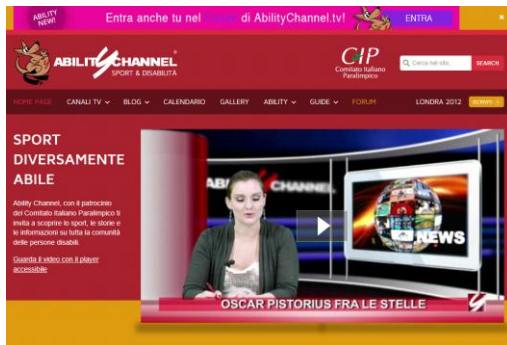 ABILITY
NEW!
Entra anche tu nel Forum di AbilityChannel.tv!
ENTRA
×
ABILITYCHANNEL
SPORT & DISABILITÀ
CIP
Comitato Italiano
Paralimpico
Cerca nel sito,
SEARCH
HOME PAGE
CANALI TV
BLOG
CALENDARIO
GALLERY
ABILITY
GUIDE
FORUM
LONDRA 2012
ISCRIVITI
SPORT
DIVERSAMENTE
ABILE
Ability Channel, con il patrocinio
del Comitato Italiano Paralimpico ti
invita a scoprire lo sport, le storie e
le informazioni su tutta la comunità
delle persone disabili.
Guarda il video con il player
accessibile
CHANNEL
NEWS
OSCAR PISTORIUS FRA LE STELLE